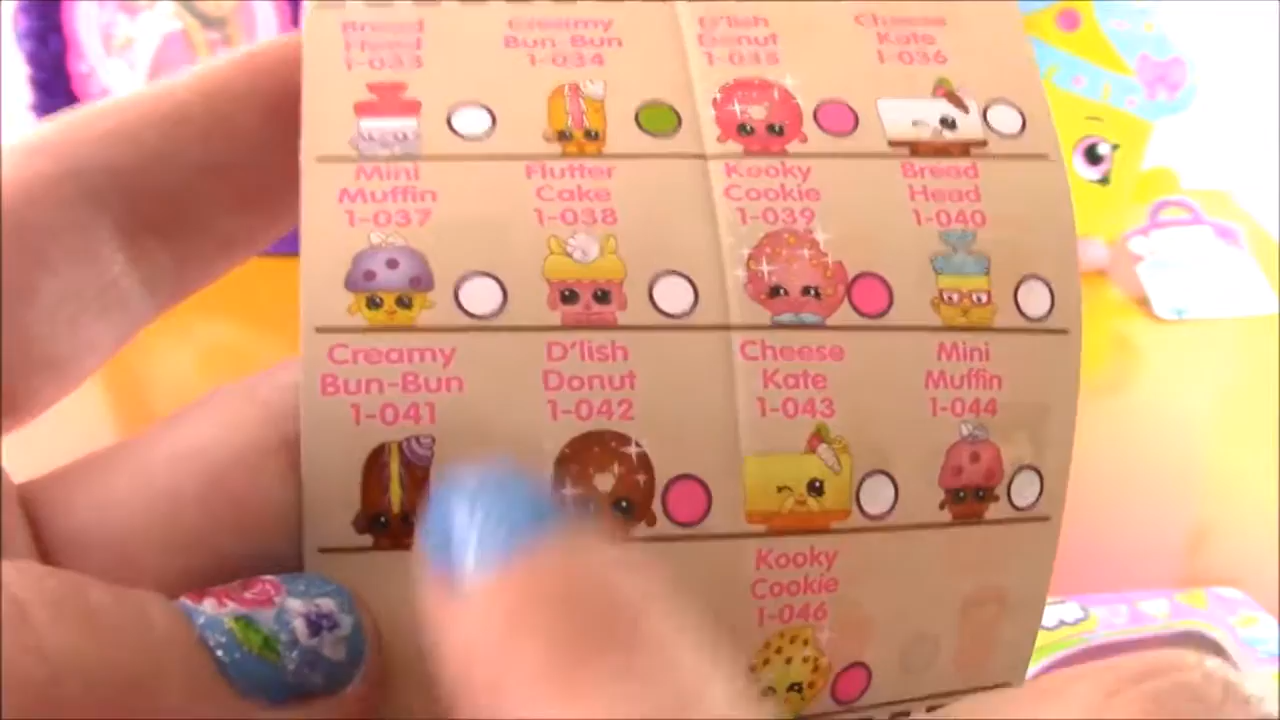 Bread
Head
1-033
Creamy
Bun-Bun
1-034
D'lish
Donut
1-035
Cheese
Kate
1-036
Mini
Muffin
1-037
Flutter
Cake
1-038
Kooky
Cookie
1-039
Bread
Head
1-040
Creamy
Bun-Bun
1-041
D'lish
Donut
1-042
Cheese
Kate
1-043
Mini
Muffin
1-044
Kooky
Cookie
1-046